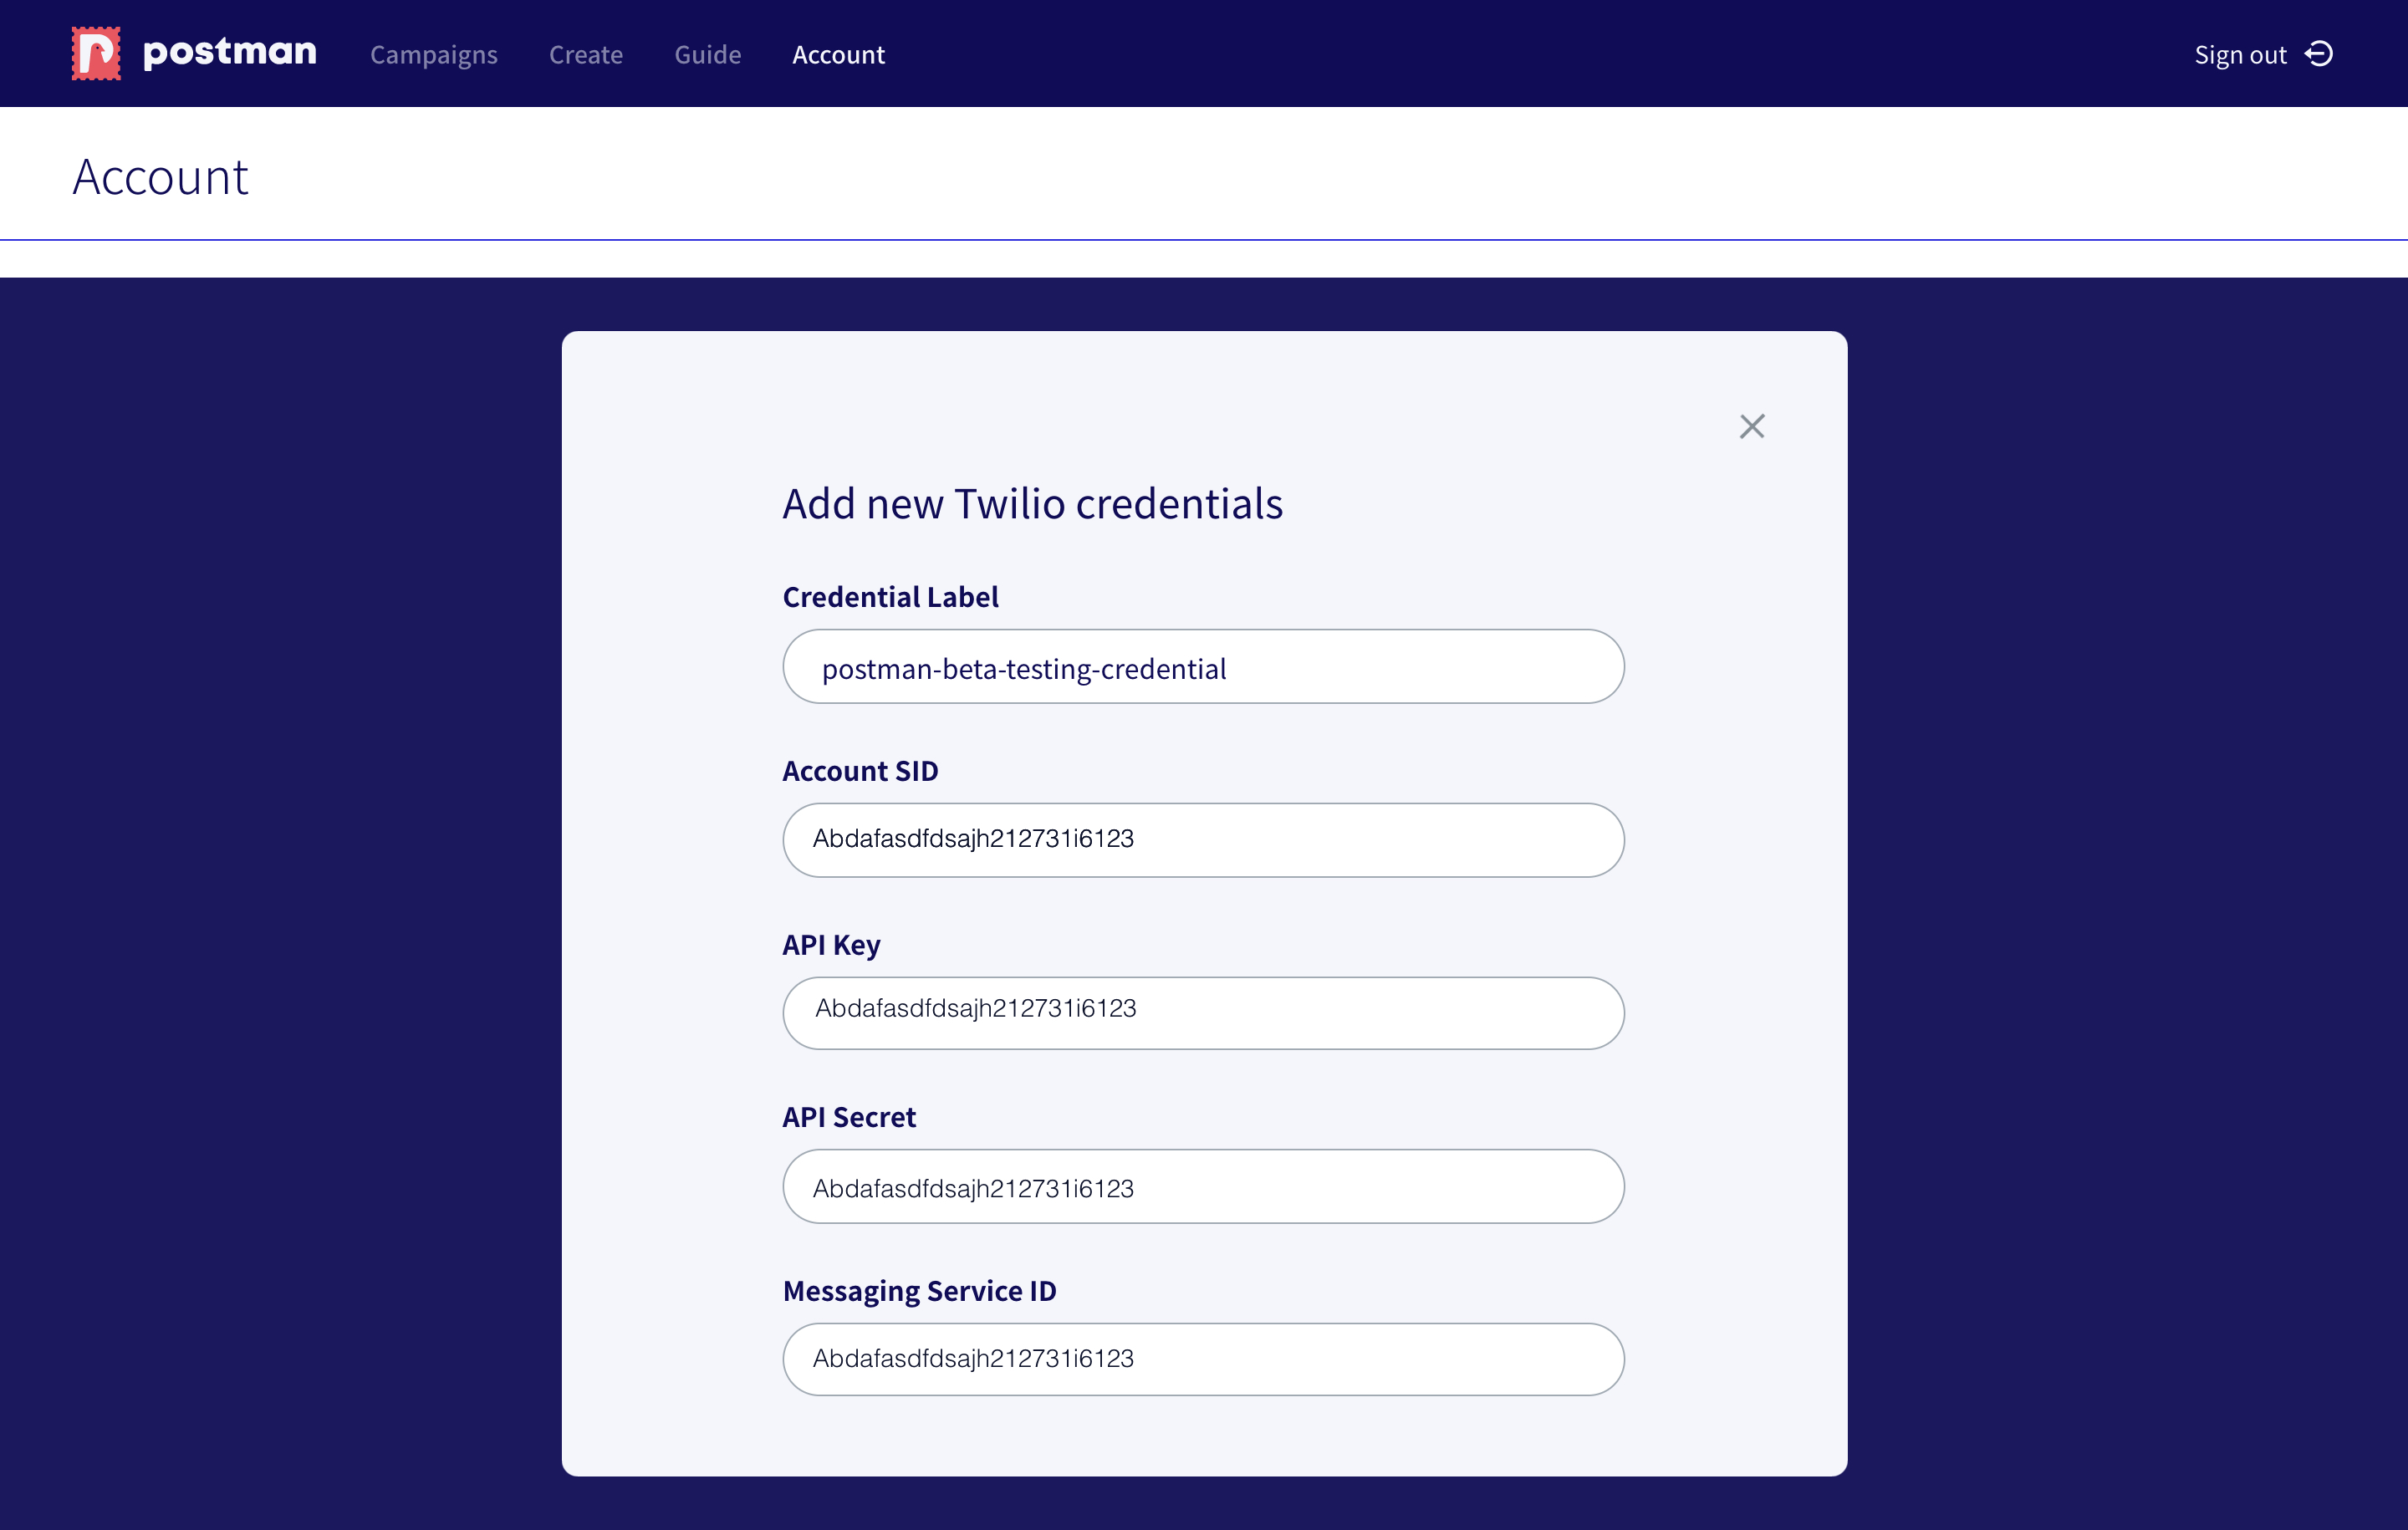 postman
Campaigns
Create
Guide
Account
Sign out
Account
Add new Twilio credentials
Credential Label
postman-beta-testing-credential
Account SID
Abdafasdfdsajh212731i6123
API Key
Abdafasdfdsajh212731i6123
API Secret
Abdafasdfdsajh212731i6123
Messaging Service ID
Abdafasdfdsajh212731i6123